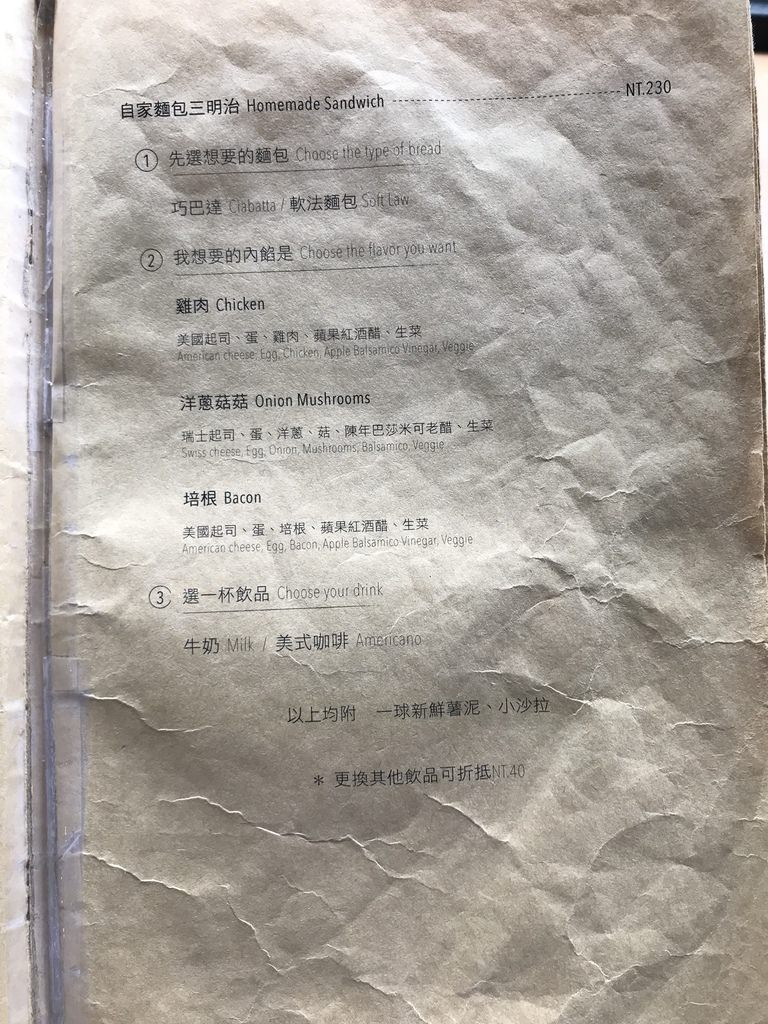 自家麵包三明治 Homemade Sandwich NT.230
① 先選想要的麵包 Choose the type of bread
巧巴達 Ciabatta / 軟法麵包 Soft Law
② 我想要的內餡是 Choose the flavor you want
雞肉 Chicken
美國起司、蛋、雞肉、蘋果紅酒醋、生菜
American cheese, Egg, Chicken, Apple Balsamico Vinegar, Veggie
洋蔥菇菇 Onion Mushrooms
瑞士起司、蛋、洋蔥、菇、陳年巴莎米可老醋、生菜
Swiss cheese, Egg, Onion, Mushrooms, Balsamico, Veggie
培根 Bacon
美國起司、蛋、培根、蘋果紅酒醋、生菜
American cheese, Egg, Bacon, Apple Balsamico Vinegar, Veggie
③ 選一杯飲品 Choose your drink
牛奶 Milk / 美式咖啡 Americano
以上均附 一球新鮮薯泥、小沙拉
* 更換其他飲品可折抵NT.40